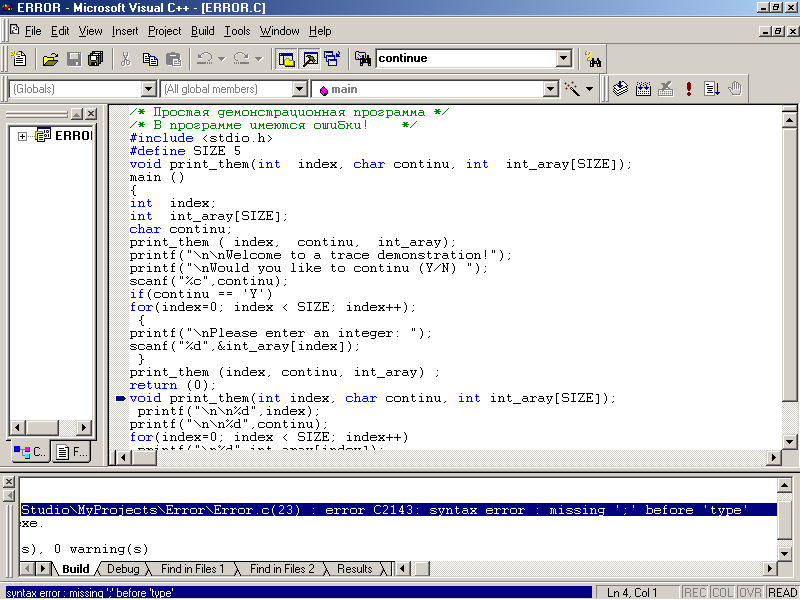 ERROR - Microsoft Visual C++ - [ERROR.C]
File Edit View Insert Project Build Tools Window Help
continue
(Globals) (All global members) main
ERROI
/* Простая демонстрационная программа */
/* В программе имеются ошибки! */
#include <stdio.h>
#define SIZE 5
void print_them(int index, char continu, int int_aray[SIZE]);
main ()
{
int index;
int int_aray[SIZE];
char continu;
print_them ( index, continu, int_aray);
printf("\n\nWelcome to a trace demonstration!");
printf("\nWould you like to continu (Y/N) ");
scanf("%c",continu);
if(continu == 'Y')
for(index=0; index < SIZE; index++);
{
printf("\nPlease enter an integer: ");
scanf("%d",&int_aray[index]);
}
print_them (index, continu, int_aray) ;
return (0);
void print_them(int index, char continu, int int_aray[SIZE]);
printf("\n\n%d",index);
printf("\n\n%d",continu);
for(index=0; index < SIZE; index++)
printf("\n%d",int_aray[index]);
C.. F...
Studio\MyProjects\Error\Error.c(23) : error C2143: syntax error : missing ';' before 'type'
xe.
s), 0 warning(s)
Build Debug Find in Files 1 Find in Files 2 Results
syntax error : missing ';' before 'type' Ln 4, Col 1 REC COL OVR READ